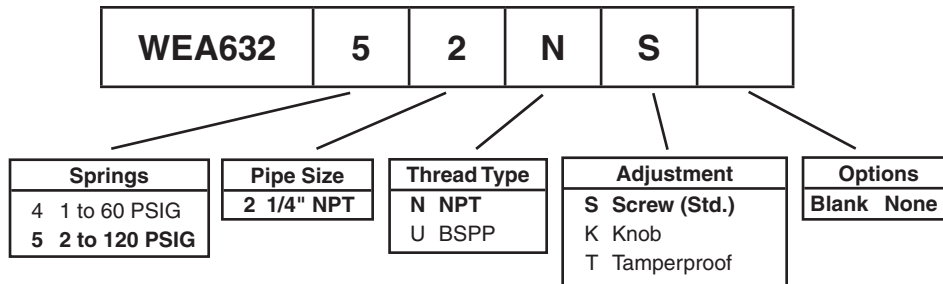 WEA632 5 2 N S
Springs
4 1 to 60 PSIG
5 2 to 120 PSIG
Pipe Size
2 1/4" NPT
Thread Type
N NPT
U BSPP
Adjustment
S Screw (Std.)
K Knob
T Tamperproof
Options
Blank None